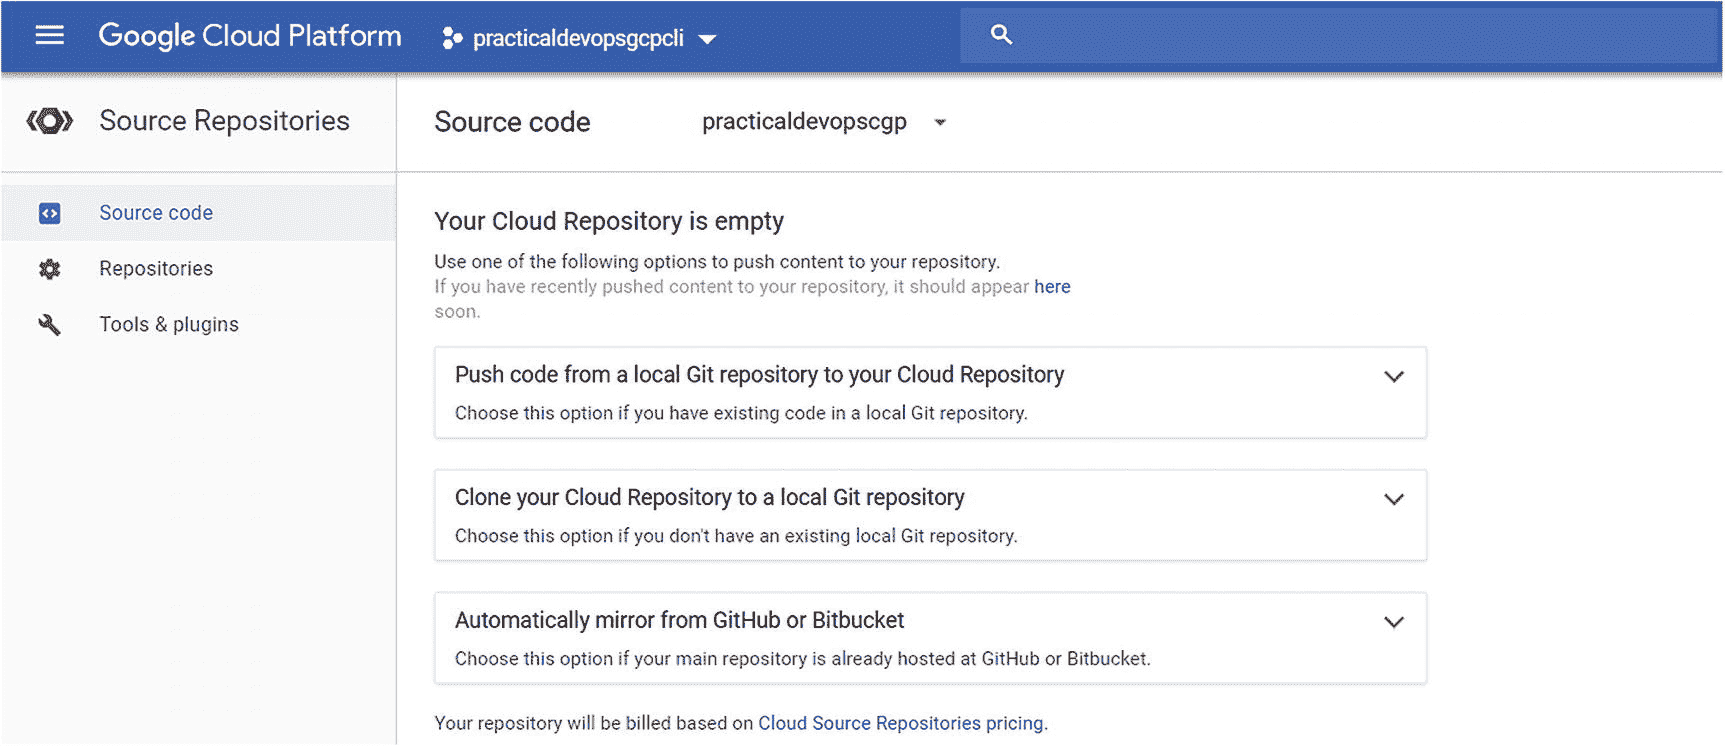 Google Cloud Platform
practicaldevopsgcpcli
Source Repositories
Source code
practicaldevopscgp
Source code
Repositories
Tools & plugins
Your Cloud Repository is empty
Use one of the following options to push content to your repository.
If you have recently pushed content to your repository, it should appear here
soon.
Push code from a local Git repository to your Cloud Repository
Choose this option if you have existing code in a local Git repository.
Clone your Cloud Repository to a local Git repository
Choose this option if you don't have an existing local Git repository.
Automatically mirror from GitHub or Bitbucket
Choose this option if your main repository is already hosted at GitHub or Bitbucket.
Your repository will be billed based on Cloud Source Repositories pricing.